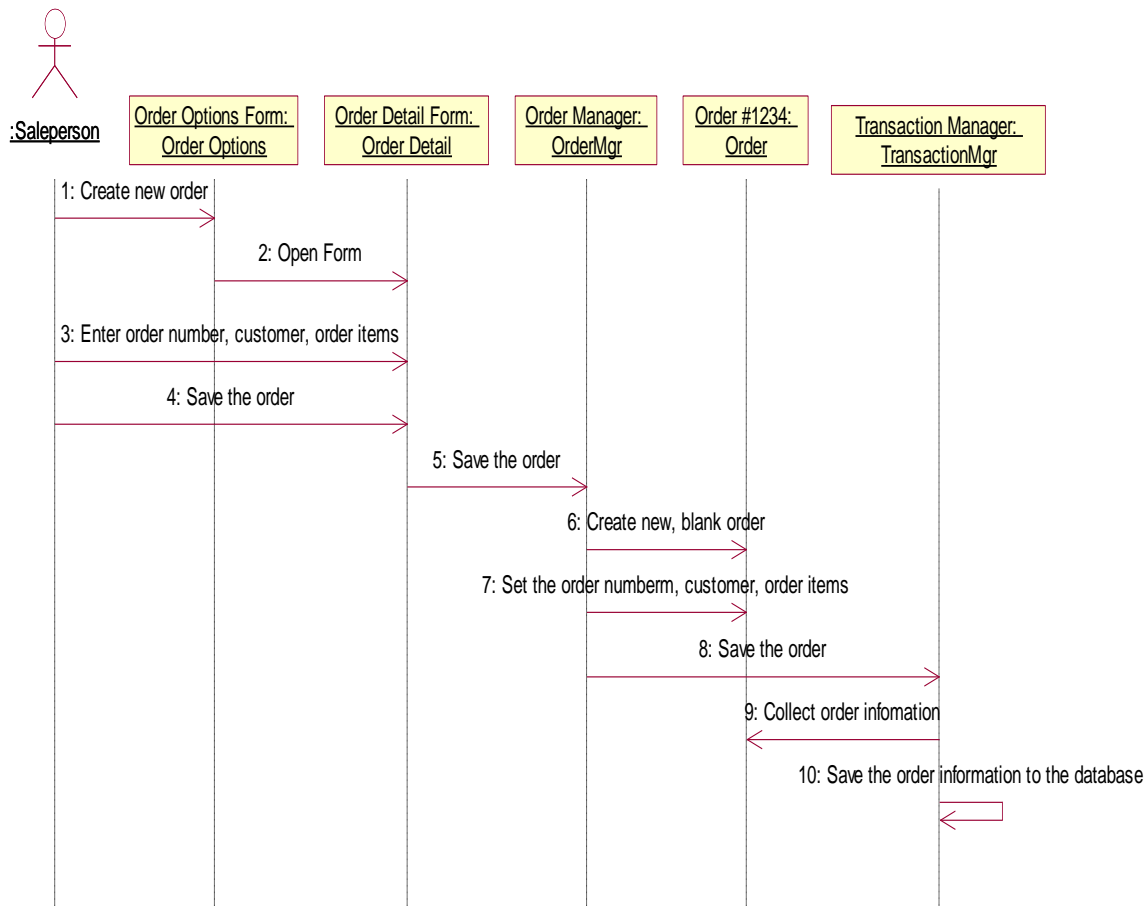 :Saleperson
Order Options Form:
Order Options
Order Detail Form:
Order Detail
Order Manager:
OrderMgr
Order #1234:
Order
Transaction Manager:
TransactionMgr
1: Create new order
2: Open Form
3: Enter order number, customer, order items
4: Save the order
5: Save the order
6: Create new, blank order
7: Set the order numberm, customer, order items
8: Save the order
9: Collect order infomation
10: Save the order information to the database